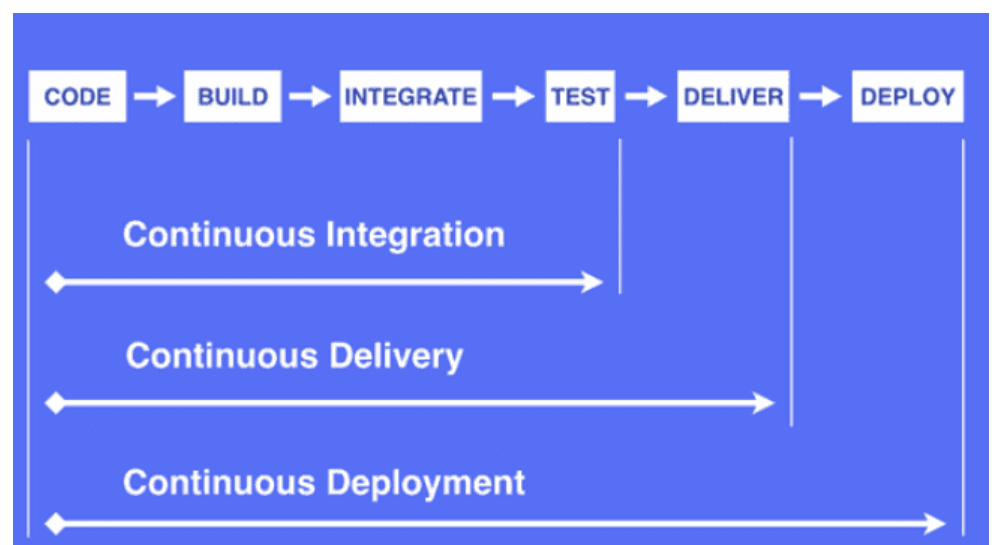 CODE BUILD INTEGRATE TEST DELIVER DEPLOY
Continuous Integration
Continuous Delivery
Continuous Deployment